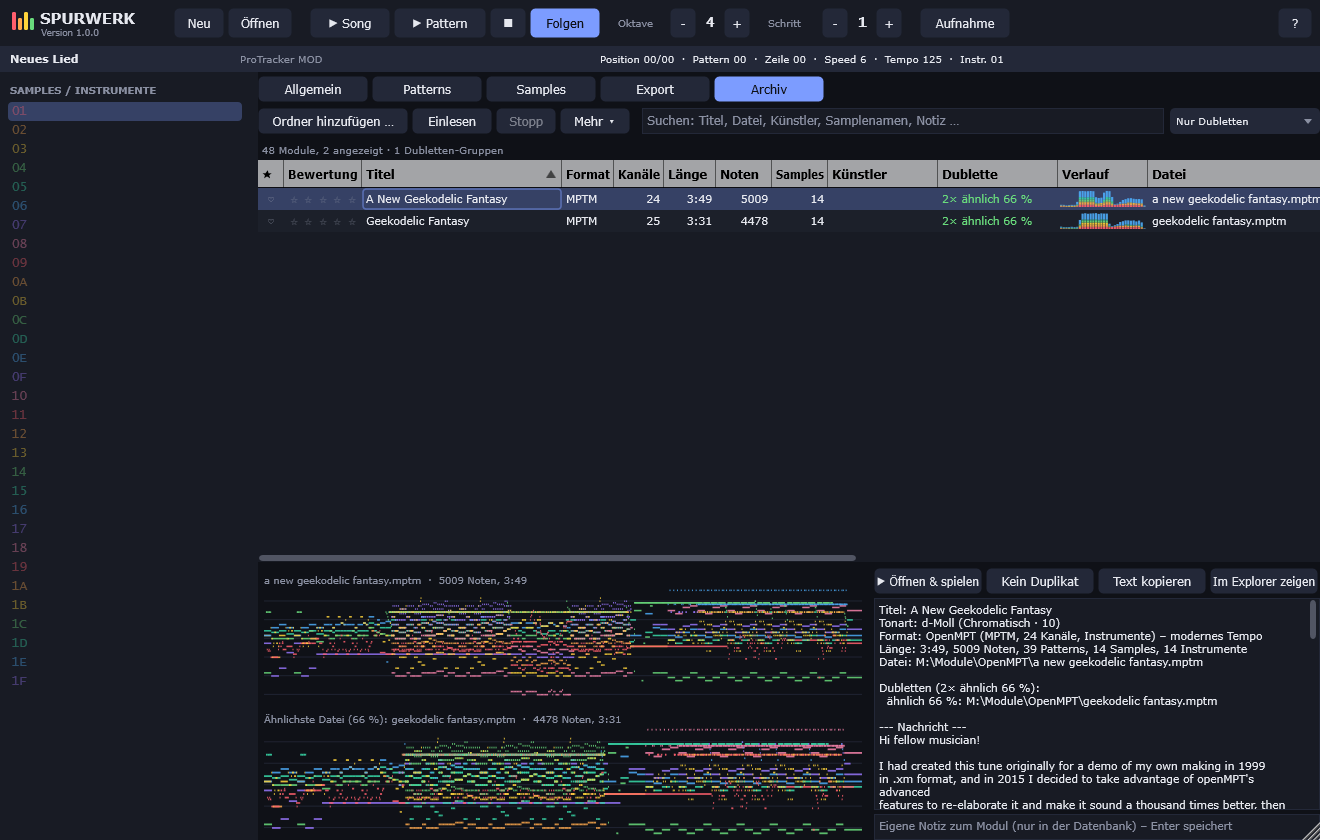 SPURWERK
Version 1.0.0
Neu
Öffnen
▶ Song
▶ Pattern
■
Folgen
Oktave
-
4
+
Schritt
-
1
+
Aufnahme
?
Neues Lied
ProTracker MOD
Position 00/00 · Pattern 00 · Zeile 00 · Speed 6 · Tempo 125 · Instr. 01
SAMPLES / INSTRUMENTE
01
02
03
04
05
06
07
08
09
0A
0B
0C
0D
0E
0F
10
11
12
13
14
15
16
17
18
19
1A
1B
1C
1D
1E
1F
Allgemein
Patterns
Samples
Export
Archiv
Ordner hinzufügen ...
Einlesen
Stopp
Mehr
Suchen: Titel, Datei, Künstler, Samplenamen, Notiz ...
Nur Dubletten
48 Module, 2 angezeigt · 1 Dubletten-Gruppen
★ Bewertung Titel Format Kanäle Länge Noten Samples Künstler Dublette Verlauf Datei
♡ ☆ ☆ ☆ ☆ ☆ A New Geekodelic Fantasy MPTM 24 3:49 5009 14 2× ähnlich 66 % a new geekodelic fantasy.mptm
♡ ☆ ☆ ☆ ☆ ☆ Geekodelic Fantasy MPTM 25 3:31 4478 14 2× ähnlich 66 % geekodelic fantasy.mptm
a new geekodelic fantasy.mptm · 5009 Noten, 3:49
Ähnlichste Datei (66 %): geekodelic fantasy.mptm · 4478 Noten, 3:31
▶ Öffnen & spielen
Kein Duplikat
Text kopieren
Im Explorer zeigen
Titel: A New Geekodelic Fantasy
Tonart: d-Moll (Chromatisch · 10)
Format: OpenMPT (MPTM, 24 Kanäle, Instrumente) – modernes Tempo
Länge: 3:49, 5009 Noten, 39 Patterns, 14 Samples, 14 Instrumente
Datei: M:\Module\OpenMPT\a new geekodelic fantasy.mptm
Dubletten (2× ähnlich 66 %):
ähnlich 66 %: M:\Module\OpenMPT\geekodelic fantasy.mptm
--- Nachricht ---
Hi fellow musician!
I had created this tune originally for a demo of my own making in 1999
in .xm format, and in 2015 I decided to take advantage of openMPT's
advanced
features to re-elaborate it and make it sound a thousand times better. then
Eigene Notiz zum Modul (nur in der Datenbank) – Enter speichert